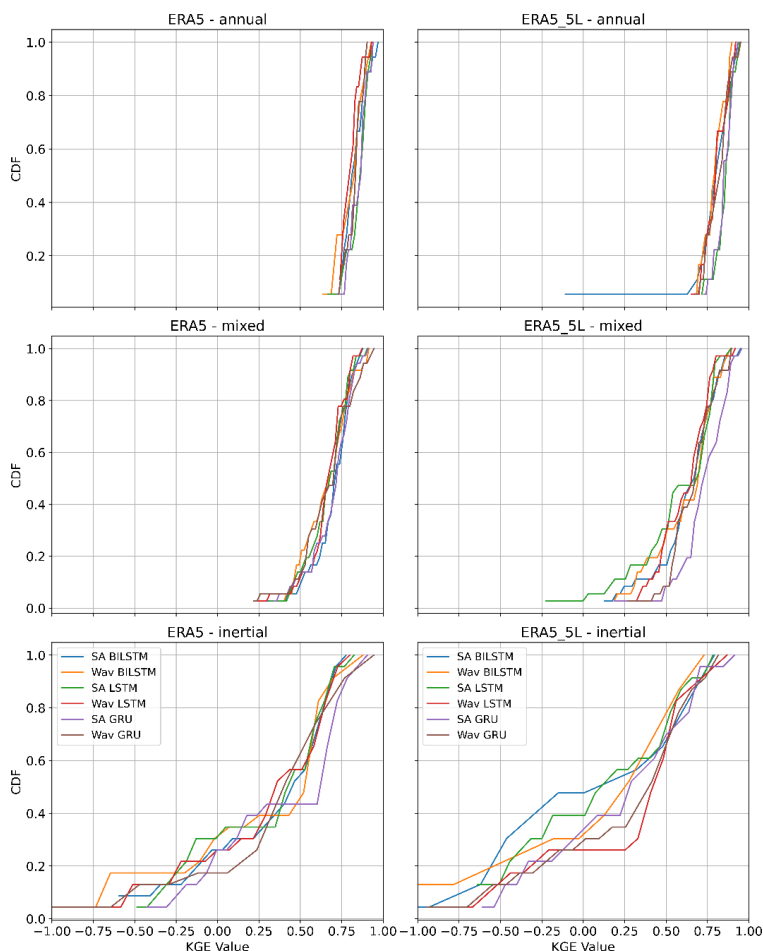 ERA5 - annual
ERA5_5L - annual
1.0
0.8
0.6
0.4
0.2
CDF
ERA5 - mixed
ERA5_5L - mixed
1.0
0.8
0.6
0.4
0.2
0.0
CDF
ERA5 - inertial
ERA5_5L - inertial
1.0
0.8
0.6
0.4
0.2
0.0
CDF
SA BILSTM
Wav BILSTM
SA LSTM
Wav LSTM
SA GRU
Wav GRU
SA BILSTM
Wav BILSTM
SA LSTM
Wav LSTM
SA GRU
Wav GRU
−1.00 −0.75 −0.50 −0.25 0.00 0.25 0.50 0.75 1.00
−1.00 −0.75 −0.50 −0.25 0.00 0.25 0.50 0.75 1.00
KGE Value
KGE Value